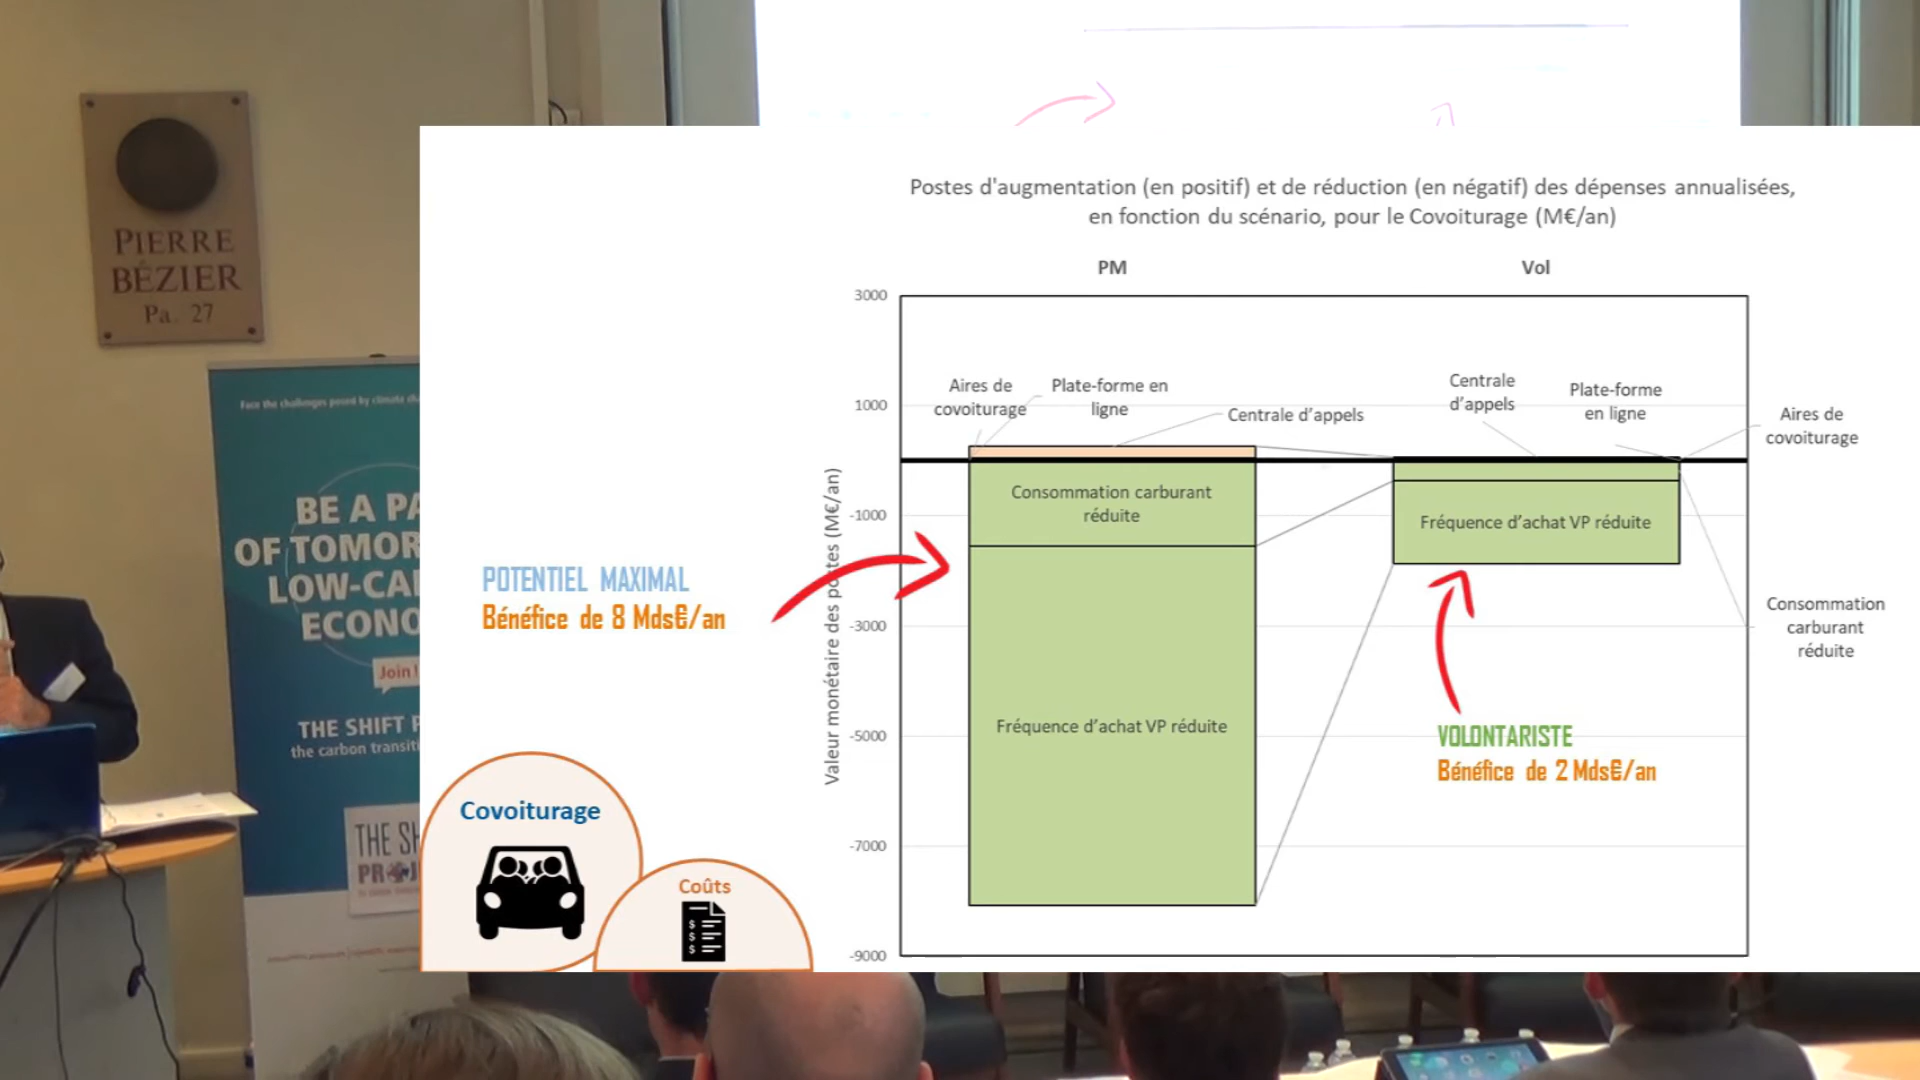 PIERRE
BÉZIER
Pa. 27
BE A PA
OF TOMOR
LOW-CA
ECONO
Join
THE SHIFT P
the carbon transiti
THE SH
Postes d'augmentation (en positif) et de réduction (en négatif) des dépenses annualisées,
en fonction du scénario, pour le Covoiturage (M€/an)
PM
Vol
3000
1000
-1000
-3000
-5000
-7000
-9000
Valeur monétaire des postes (M€/an)
Aires de
covoiturage
Plate-forme en
ligne
Centrale d'appels
Centrale
d'appels
Plate-forme
en ligne
Aires de
covoiturage
Consommation carburant
réduite
Fréquence d'achat VP réduite
Fréquence d'achat VP réduite
Consommation
carburant
réduite
POTENTIEL MAXIMAL
Bénéfice de 8 Mds€/an
VOLONTARISTE
Bénéfice de 2 Mds€/an
Covoiturage
Coûts